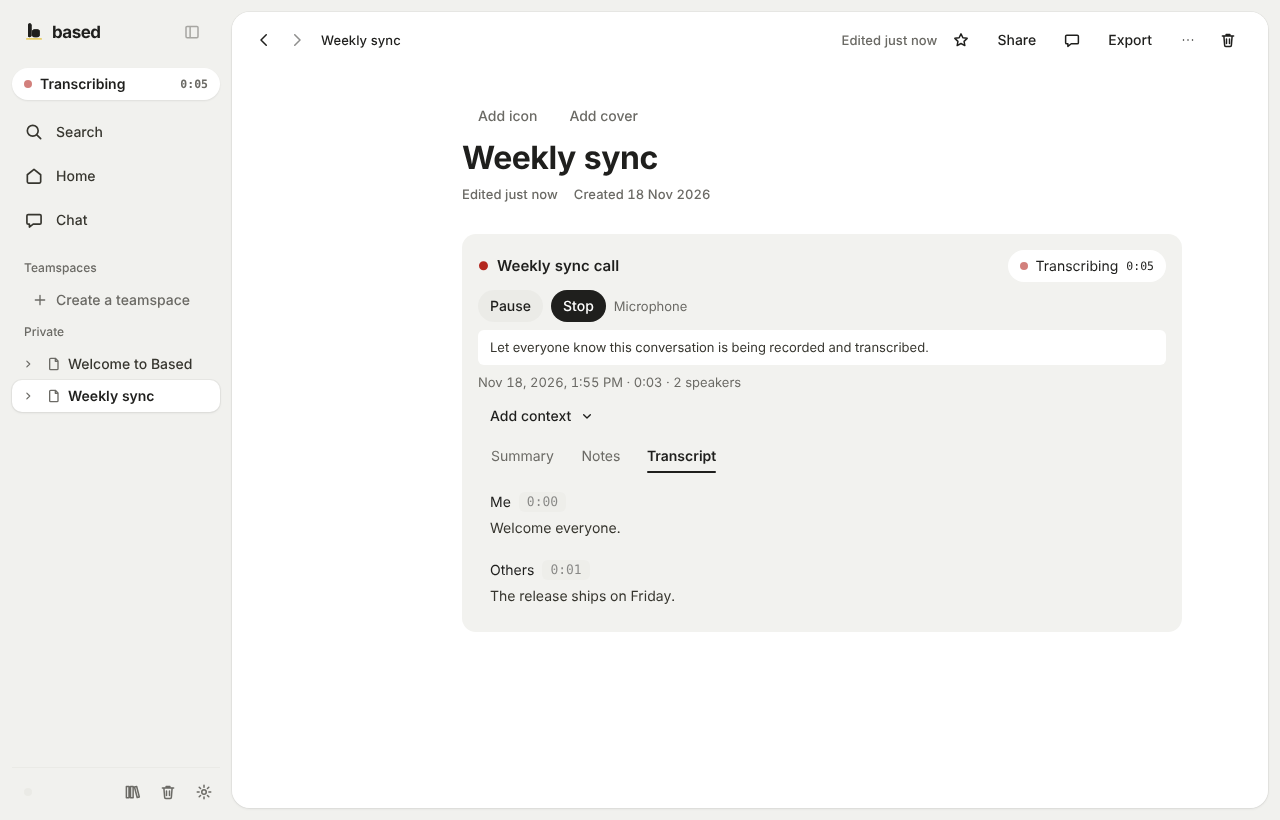 based
Transcribing 0:05
Search
Home
Chat
Teamspaces
Create a teamspace
Private
Welcome to Based
Weekly sync
Weekly sync
Edited just now
Share
Export
Add icon Add cover
Weekly sync
Edited just now Created 18 Nov 2026
Weekly sync call
Transcribing 0:05
Pause Stop Microphone
Let everyone know this conversation is being recorded and transcribed.
Nov 18, 2026, 1:55 PM · 0:03 · 2 speakers
Add context
Summary Notes Transcript
Me 0:00
Welcome everyone.
Others 0:01
The release ships on Friday.